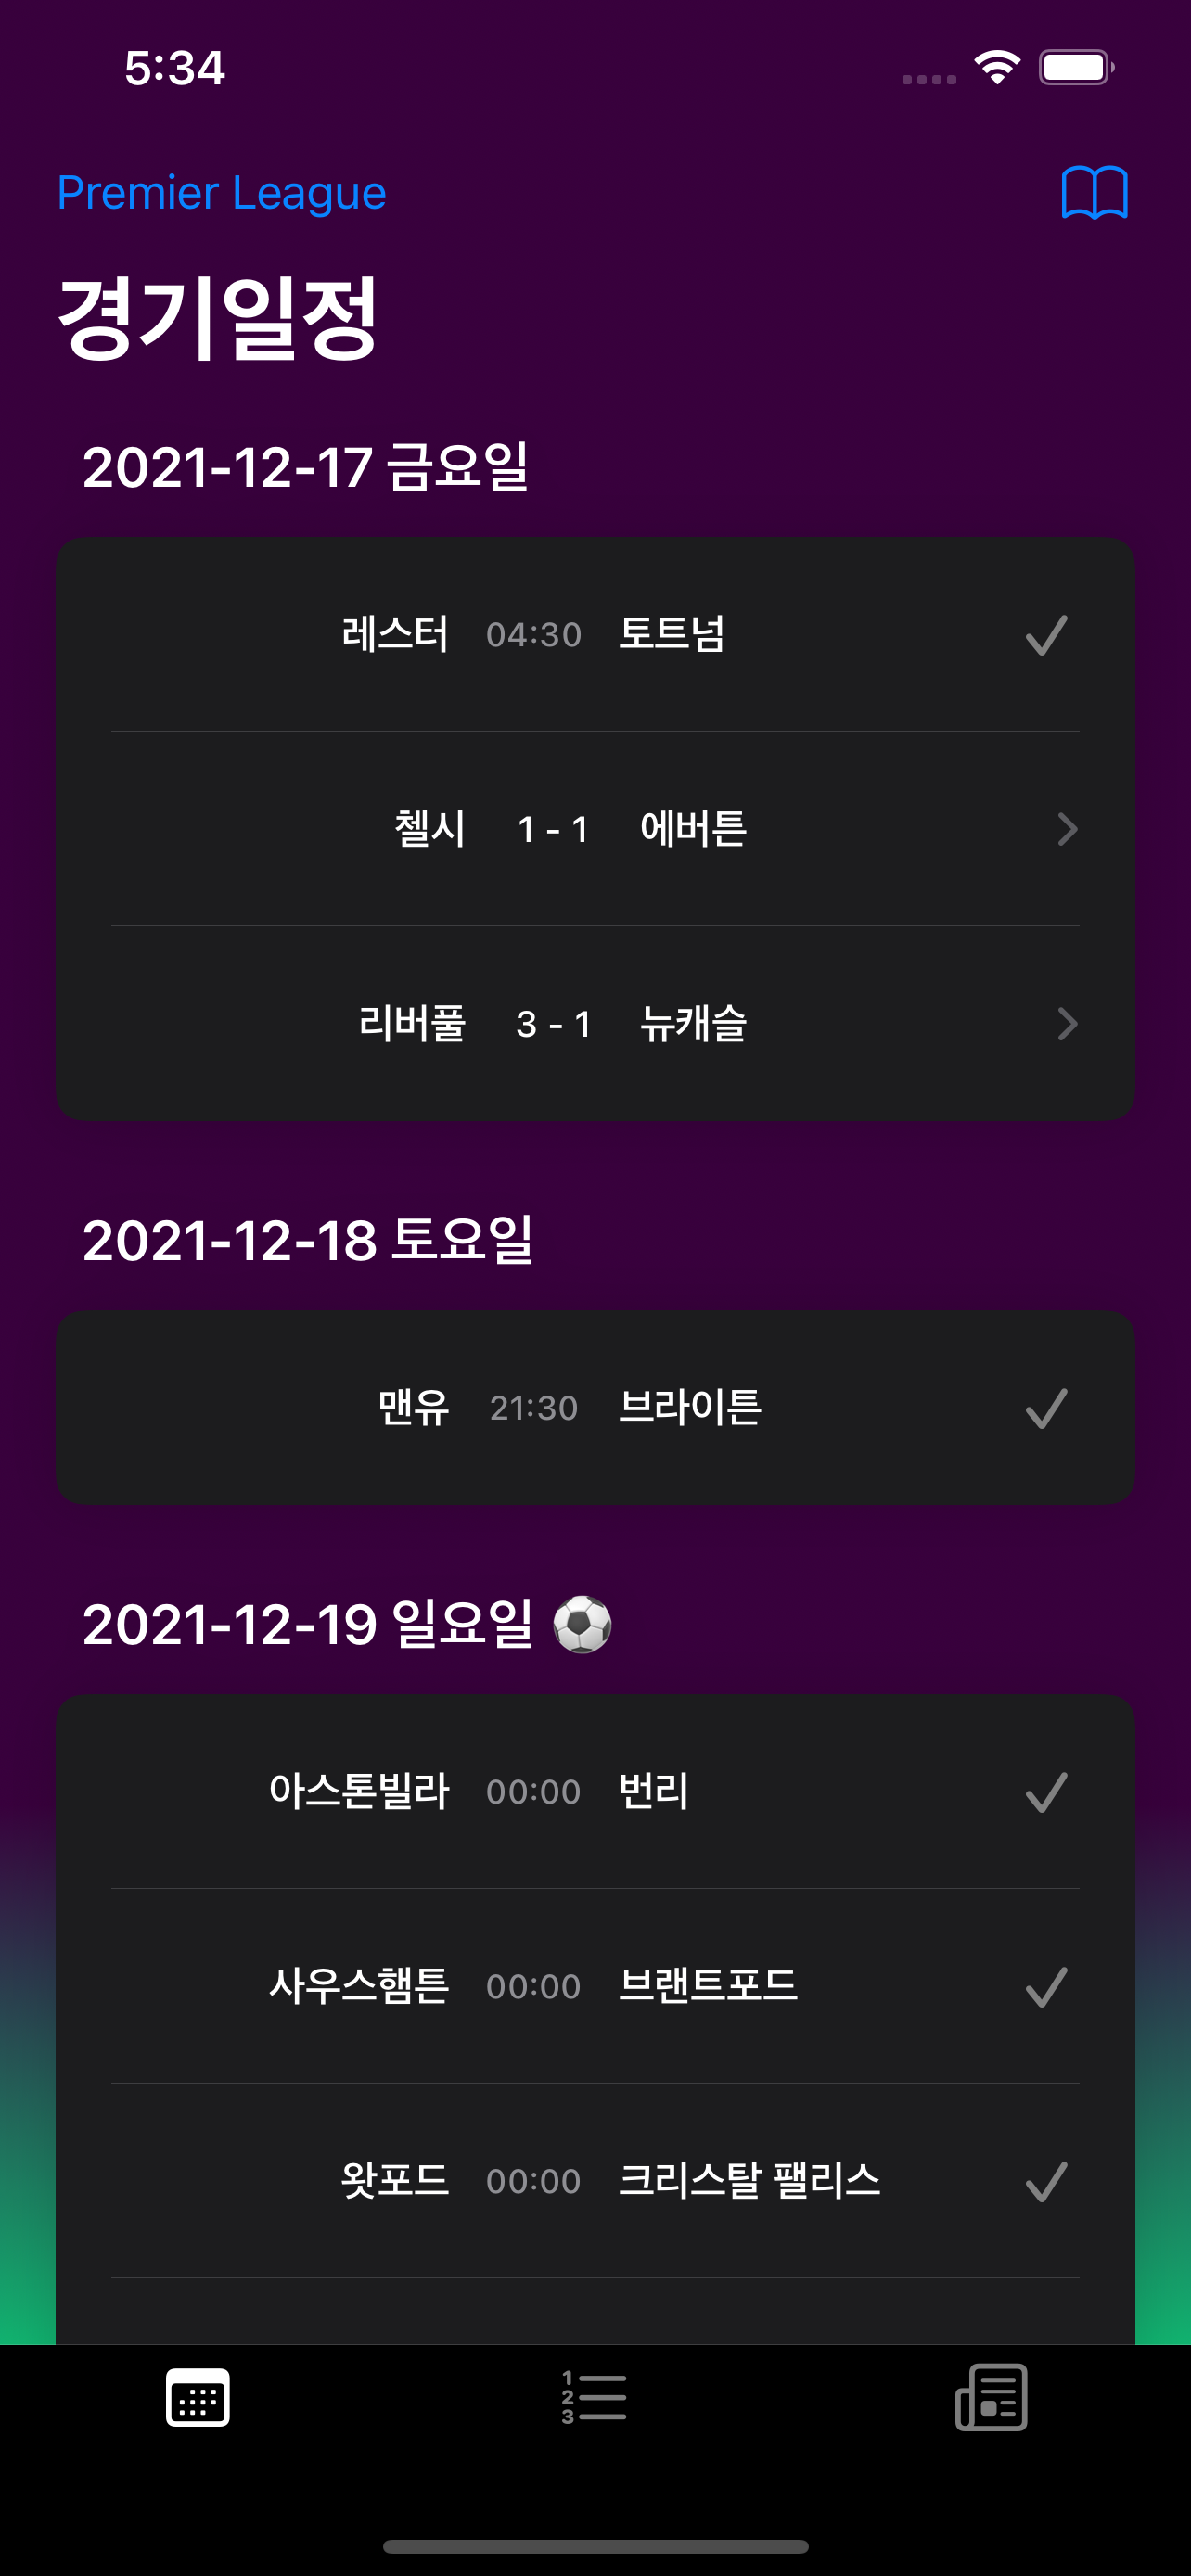 5:34
Premier League
경기일정
2021-12-17 금요일
레스터 04:30 토트넘
첼시 1 - 1 에버튼
리버풀 3 - 1 뉴캐슬
2021-12-18 토요일
맨유 21:30 브라이튼
2021-12-19 일요일 ⚽
아스톤빌라 00:00 번리
사우스햄튼 00:00 브랜트포드
왓포드 00:00 크리스탈 팰리스
1
2
3